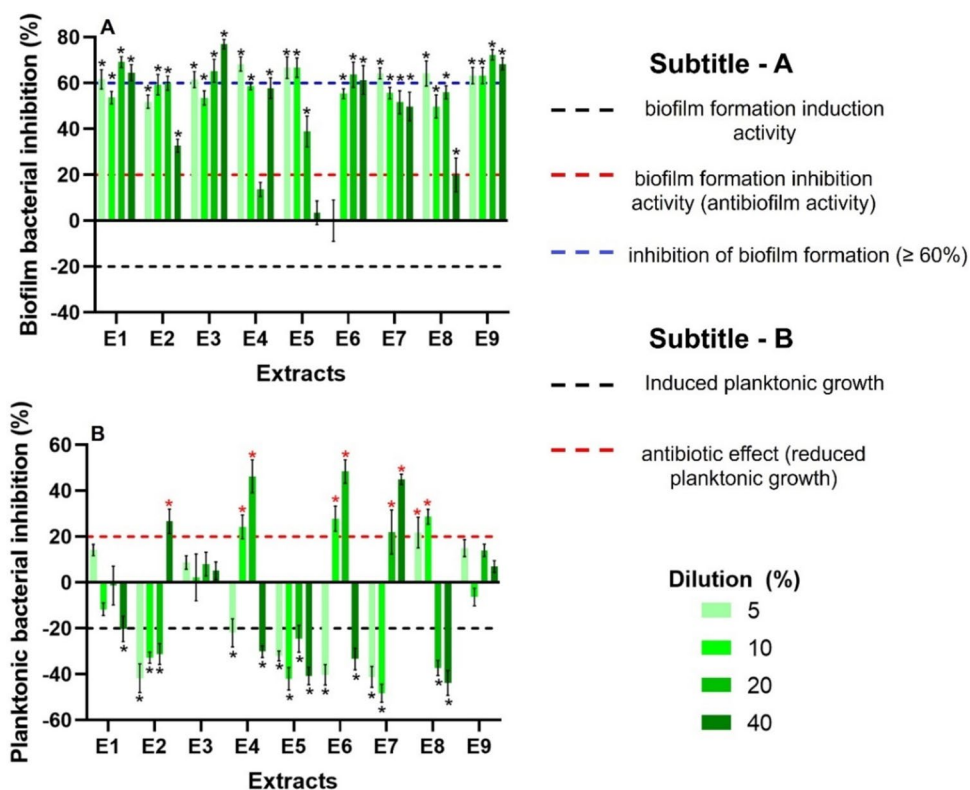 A
Biofilm bacterial inhibition (%)
80
60
40
20
0
-20
-40
* * * * * * * * * * * * * * * * * * * * * * * * * * * * * * * *
E1 E2 E3 E4 E5 E6 E7 E8 E9
Extracts
Subtitle - A
biofilm formation induction
activity
biofilm formation inhibition
activity (antibiofilm activity)
inhibition of biofilm formation (≥ 60%)
B
Planktonic bacterial inhibition (%)
60
40
20
0
-20
-40
-60
* * * * * * * * * * * * * * * * * * * * * * * *
E1 E2 E3 E4 E5 E6 E7 E8 E9
Extracts
Subtitle - B
Induced planktonic growth
antibiotic effect (reduced
planktonic growth)
Dilution (%)
5
10
20
40